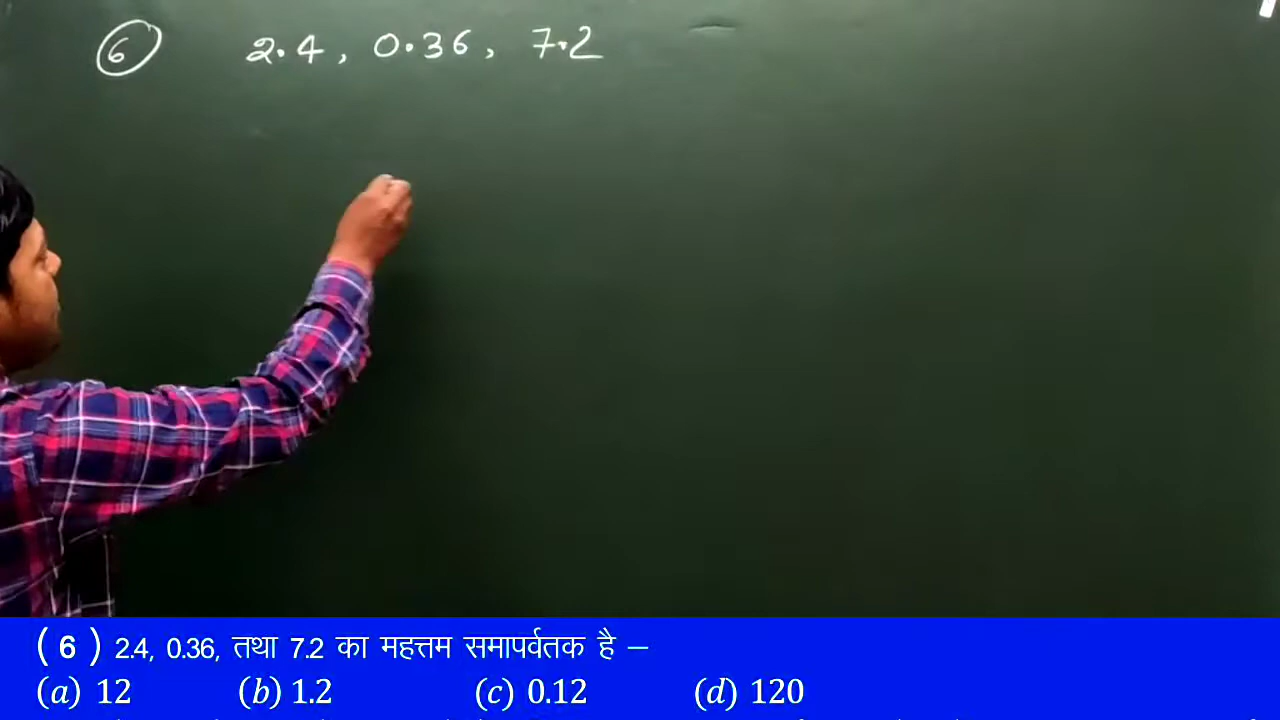 6 2.4, 0.36, 7.2
( 6 ) 2.4, 0.36, तथा 7.2 का महत्तम समापर्वतक है –
(a) 12 (b) 1.2 (c) 0.12 (d) 120